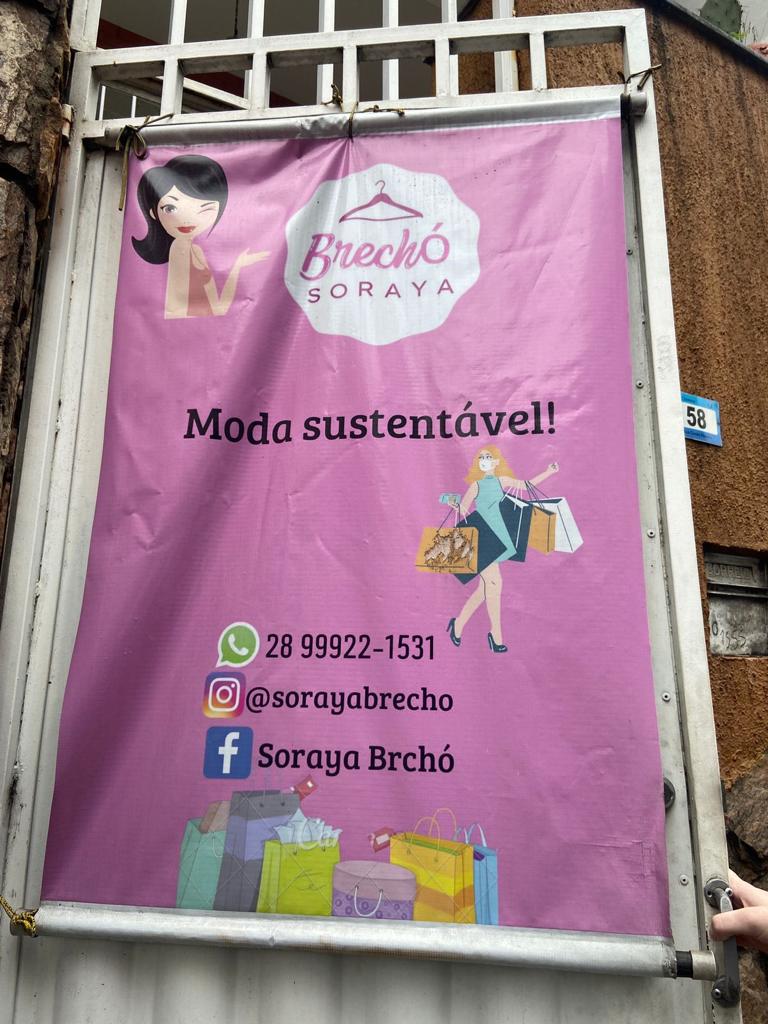 Brechó
SORAYA
Moda sustentável!
58
28 99922-1531
@sorayabrecho
Soraya Brchó